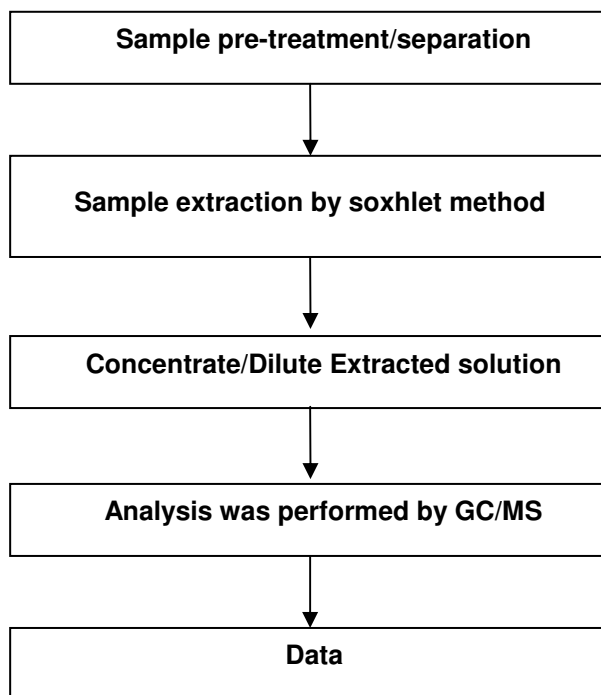 Sample pre-treatment/separation
Sample extraction by soxhlet method
Concentrate/Dilute Extracted solution
Analysis was performed by GC/MS
Data